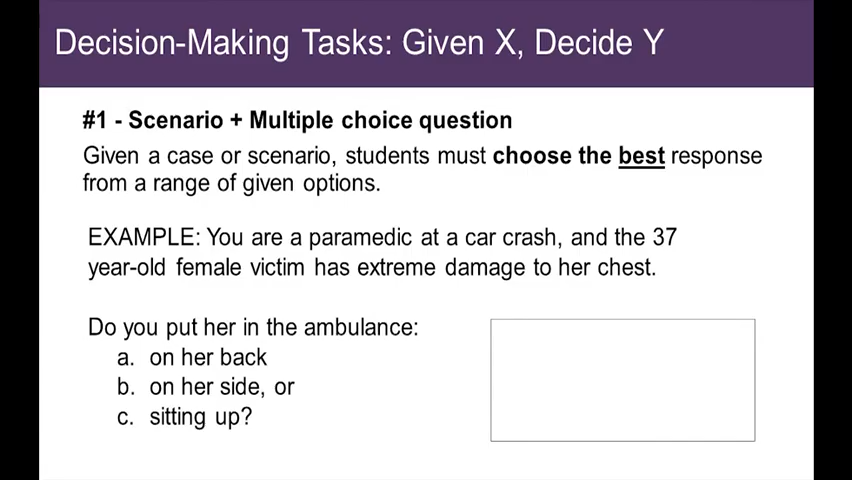 Decision-Making Tasks: Given X, Decide Y
#1 - Scenario + Multiple choice question
Given a case or scenario, students must choose the best response
from a range of given options.
EXAMPLE: You are a paramedic at a car crash, and the 37
year-old female victim has extreme damage to her chest.
Do you put her in the ambulance:
a. on her back
b. on her side, or
c. sitting up?